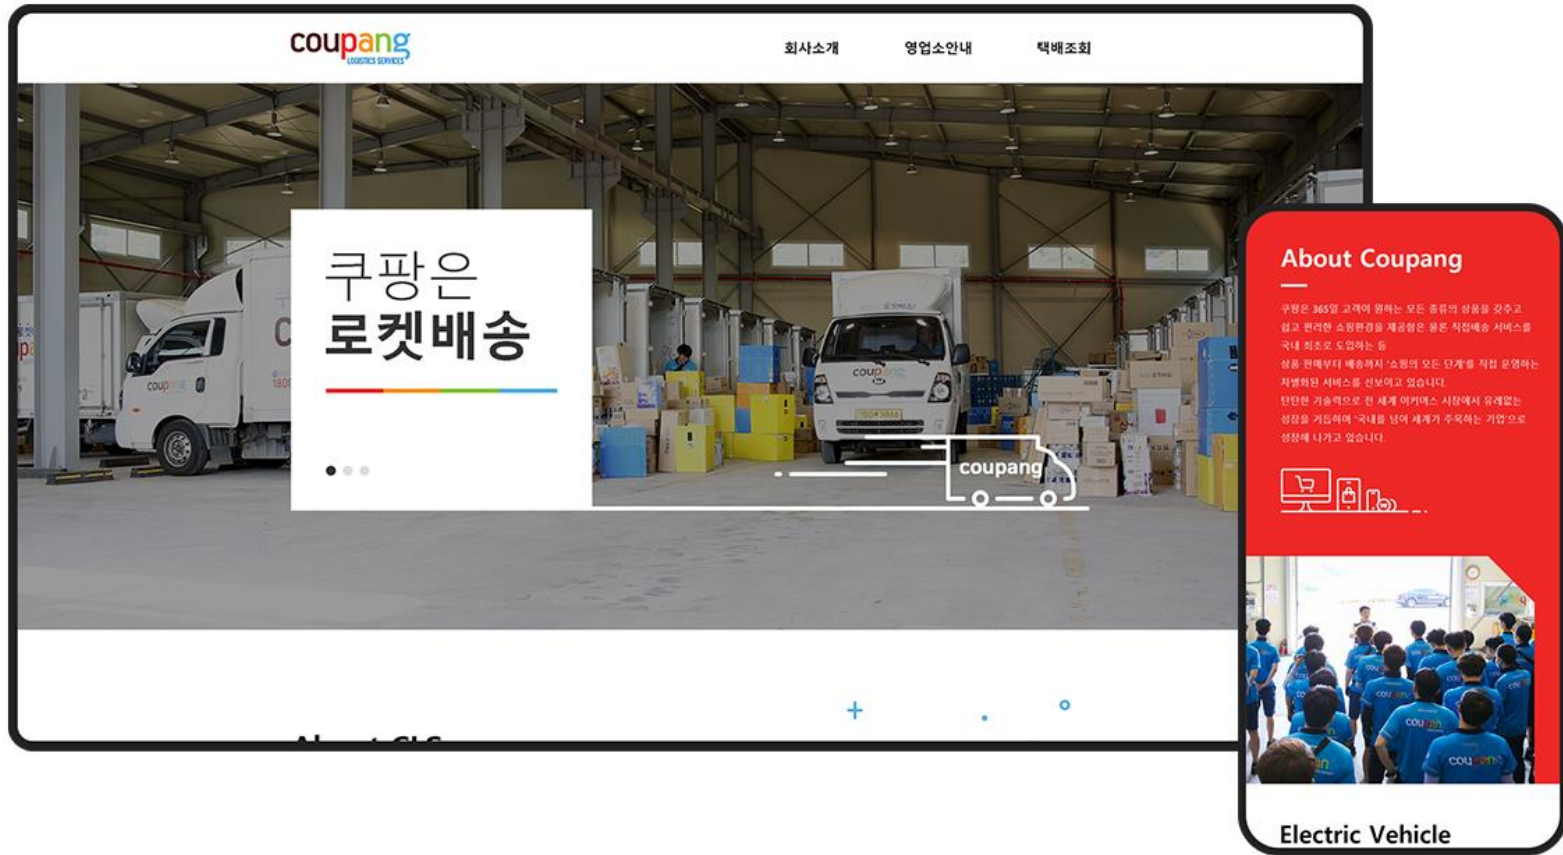 coupang
LOGISTICS SERVICES
회사소개
영업소안내
택배조회
쿠팡은
로켓배송
coupang
1800
coupang
coupang
About Coupang
쿠팡은 365일 고객이 원하는 모든 종류의 상품을 갖추고
쉽고 편리한 쇼핑환경을 제공함은 물론 직접배송 서비스를
국내 최초로 도입하는 등
상품 판매부터 배송까지 '쇼핑의 모든 단계'를 직접 운영하는
차별화된 서비스를 선보이고 있습니다.
탄탄한 기술력으로 전 세계 이커머스 시장에서 유례없는
성장을 거듭하며 '국내를 넘어 세계가 주목하는 기업'으로
성장해 나가고 있습니다.
Electric Vehicle